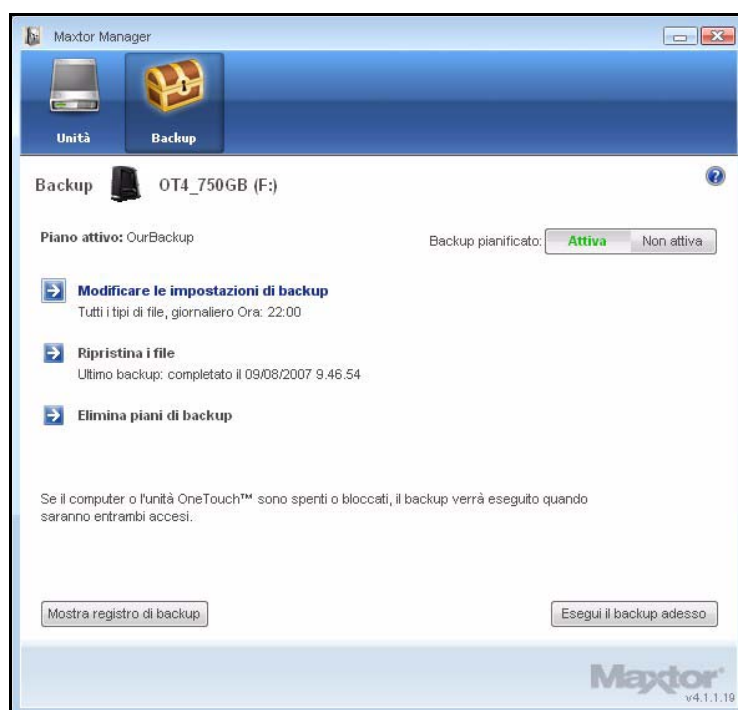 Maxtor Manager
Unità
Backup
Backup OT4_750GB (F:)
Piano attivo: OurBackup
Backup pianificato: Attiva Non attiva
Modificare le impostazioni di backup
Tutti i tipi di file, giornaliero Ora: 22:00
Ripristina i file
Ultimo backup: completato il 09/08/2007 9.46.54
Elimina piani di backup
Se il computer o l'unità OneTouch™ sono spenti o bloccati, il backup verrà eseguito quando
saranno entrambi accesi.
Mostra registro di backup
Esegui il backup adesso
Maxtor
v4.1.1.19